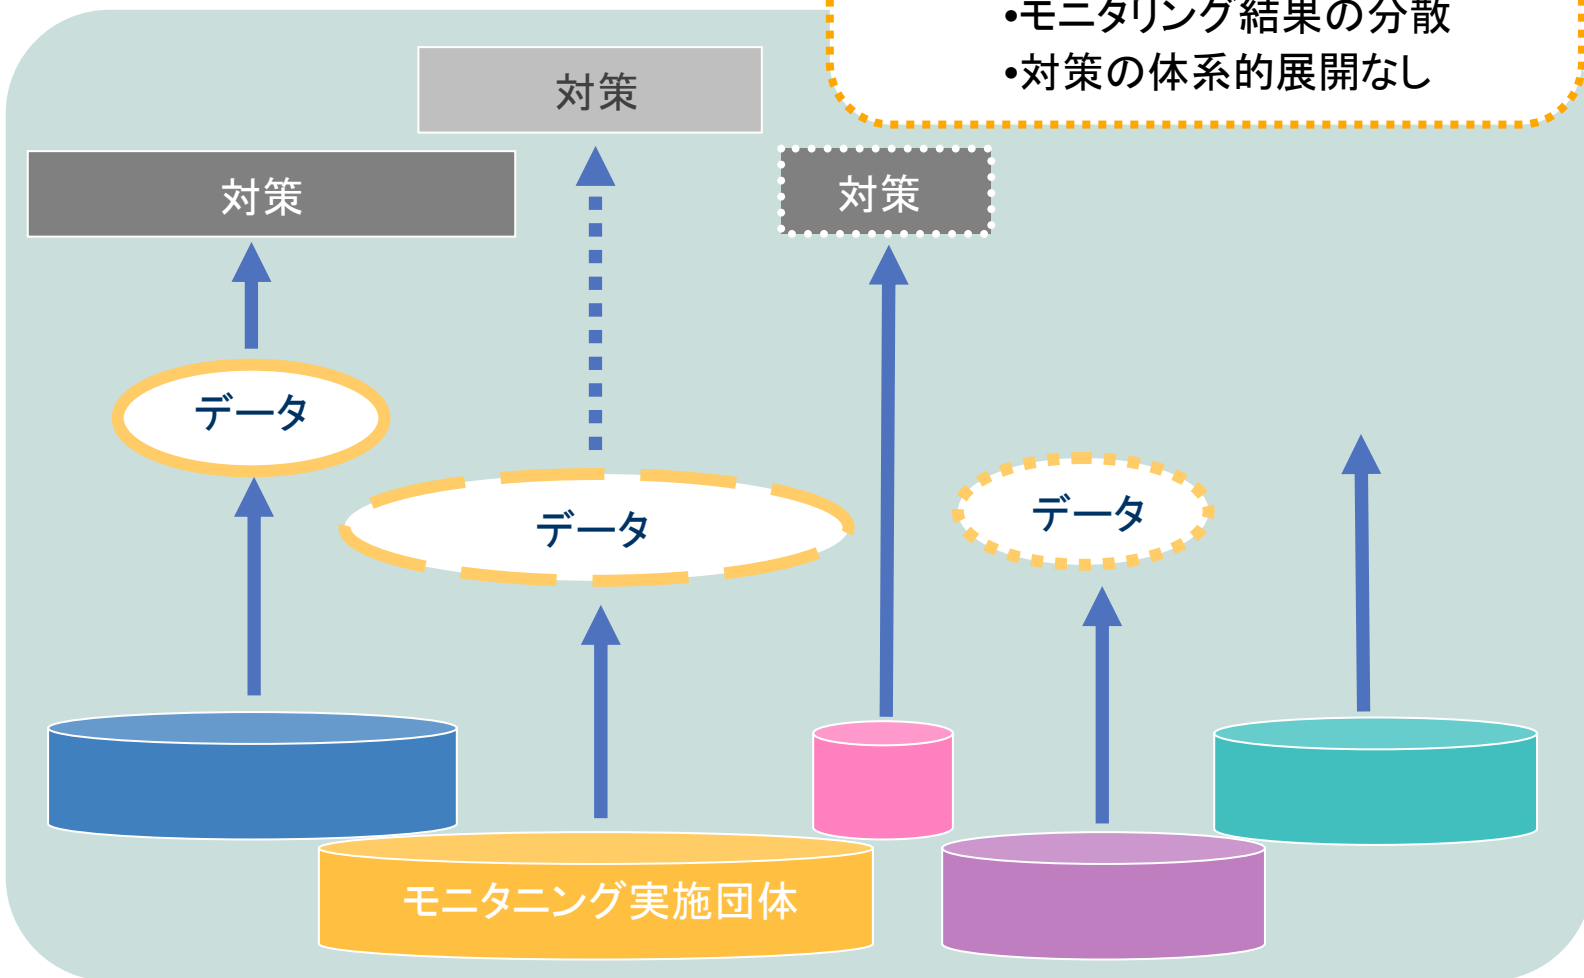 •モニタリング結果の分散
•対策の体系的展開なし
対策
対策
対策
データ
データ
データ
モニタニング実施団体